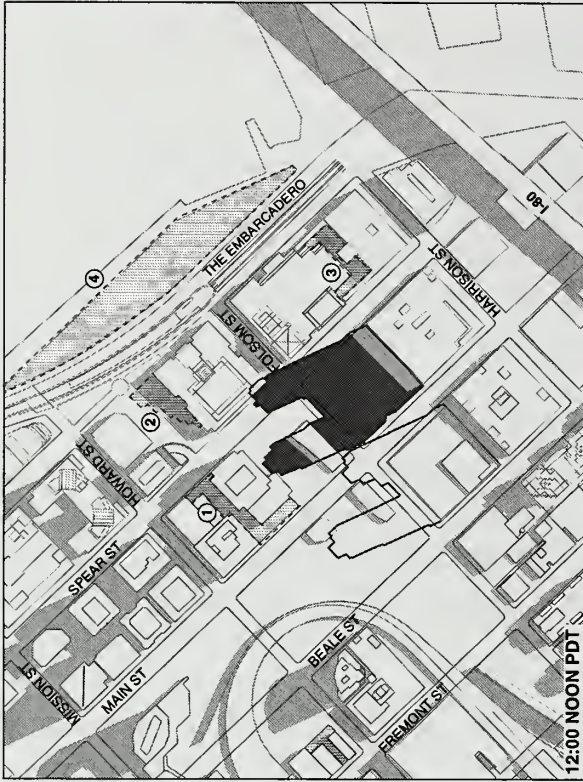 ④
THE EMBARCADERO
I-80
③
HARRISON ST
FOLSOM ST
②
HOWARD ST
①
SPEAR ST
MISSION ST
MAIN ST
BEALE ST
FREMONT ST
12:00 NOON PDT